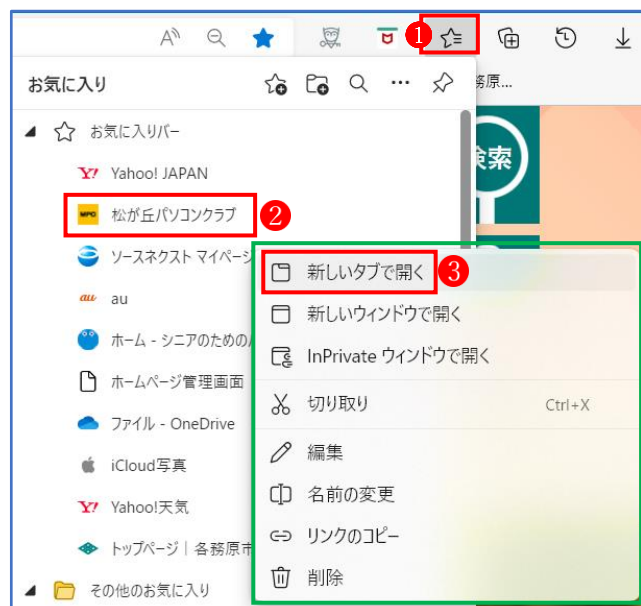 A
1
お気に入り
務原...
お気に入りバー
検索
Y! Yahoo! JAPAN
MPC 松が丘パソコンクラブ 2
ソースネクスト マイページ
新しいタブで開く 3
au au
新しいウィンドウで開く
ホーム - シニアのための
InPrivate ウィンドウで開く
ホームページ管理画面
切り取り Ctrl+X
ファイル - OneDrive
編集
iCloud写真
名前の変更
Y! Yahoo!天気
リンクのコピー
トップページ | 各務原市
削除
その他のお気に入り